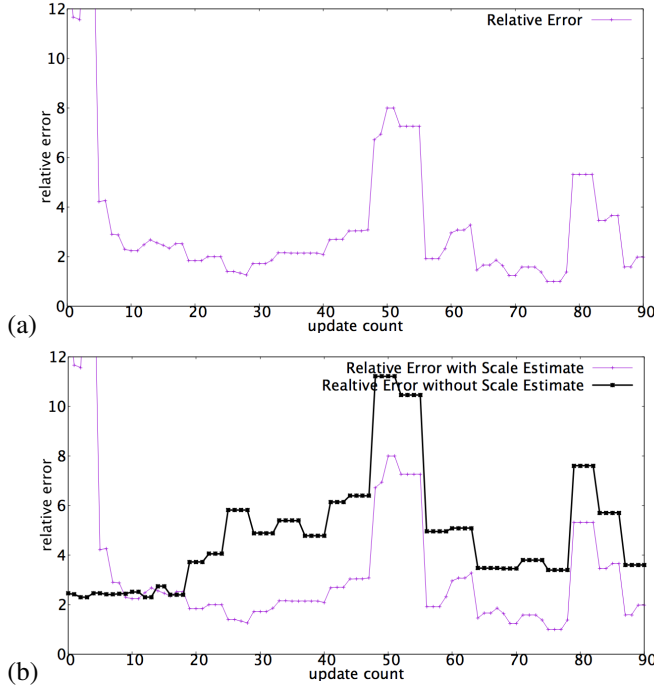 12
10
8
6
4
2
0
relative error
Relative Error
0 10 20 30 40 50 60 70 80 90
update count
(a)
12
10
8
6
4
2
0
relative error
Relative Error with Scale Estimate
Realtive Error without Scale Estimate
0 10 20 30 40 50 60 70 80 90
update count
(b)